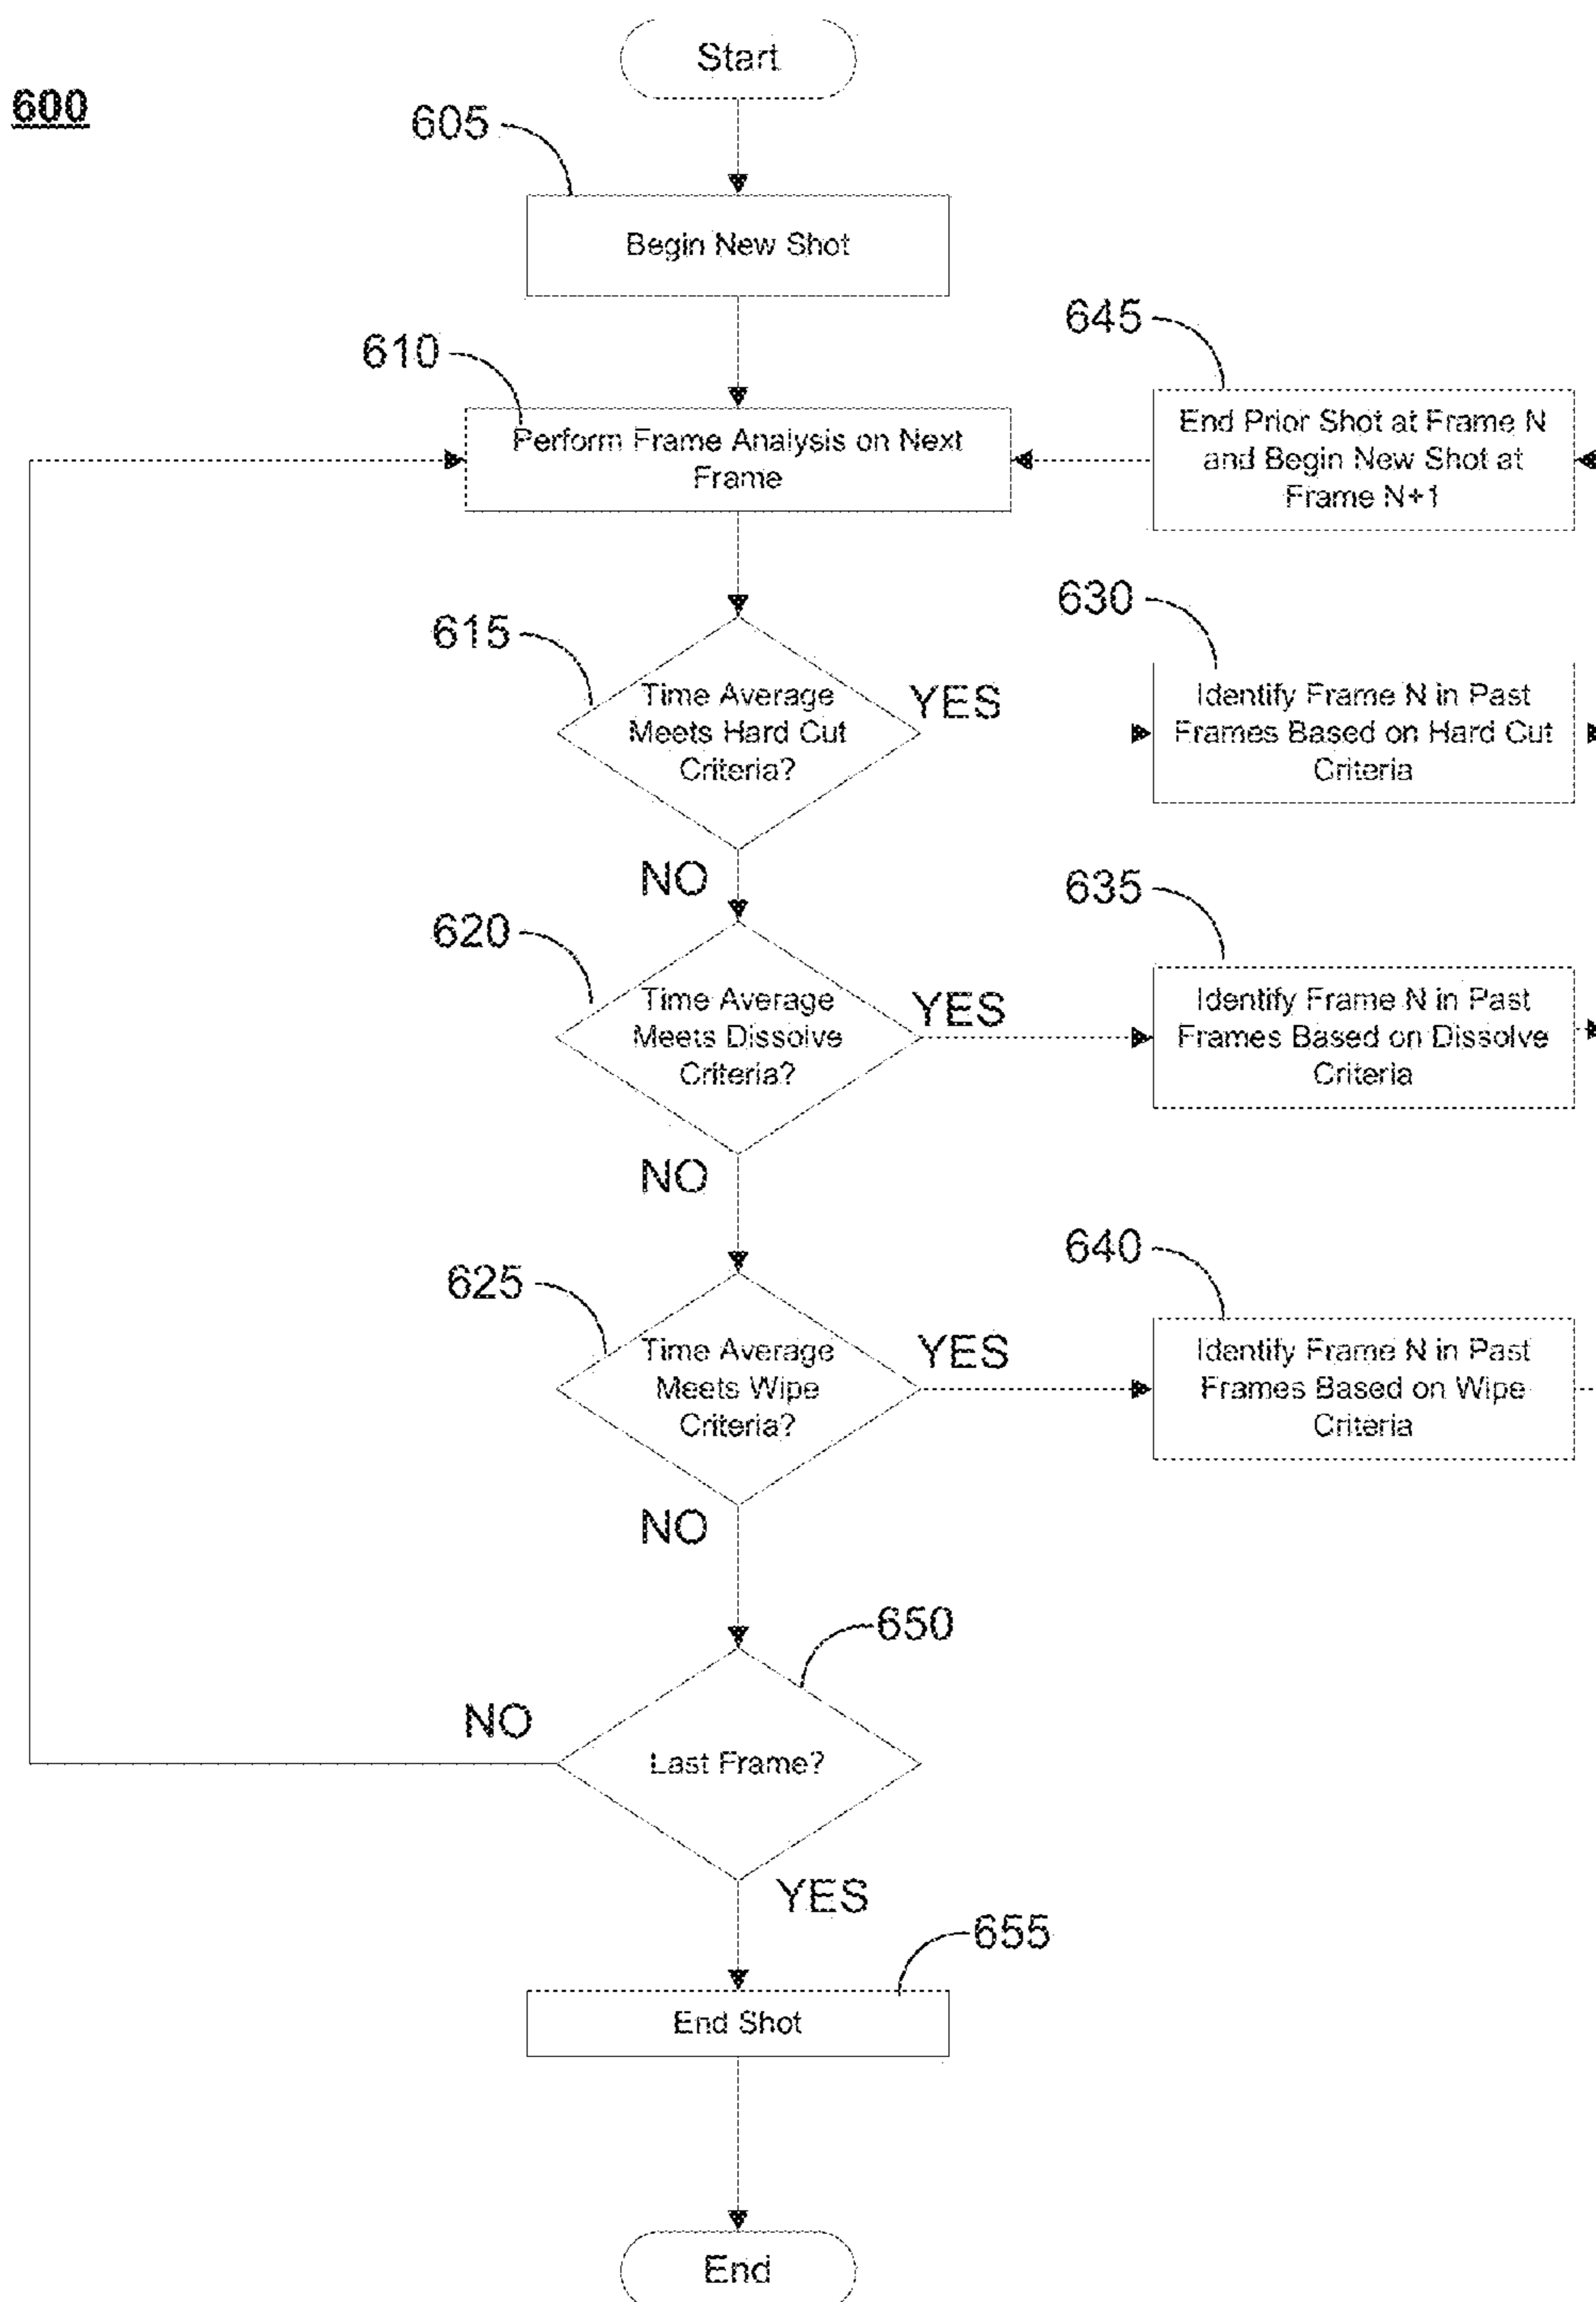 Start
600
605
Begin New Shot
645
610
Perform Frame Analysis on Next
Frame
End Prior Shot at Frame N
and Begin New Shot at
Frame N+1
630
615
Time Average
Meets Hard Cut
Criteria?
YES
Identify Frame N in Past
Frames Based on Hard Cut
Criteria
NO
635
620
Time Average
Meets Dissolve
Criteria?
YES
Identify Frame N in Past
Frames Based on Dissolve
Criteria
NO
640
625
Time Average
Meets Wipe
Criteria?
YES
Identify Frame N in Past
Frames Based on Wipe
Criteria
NO
650
NO
Last Frame?
YES
655
End Shot
End